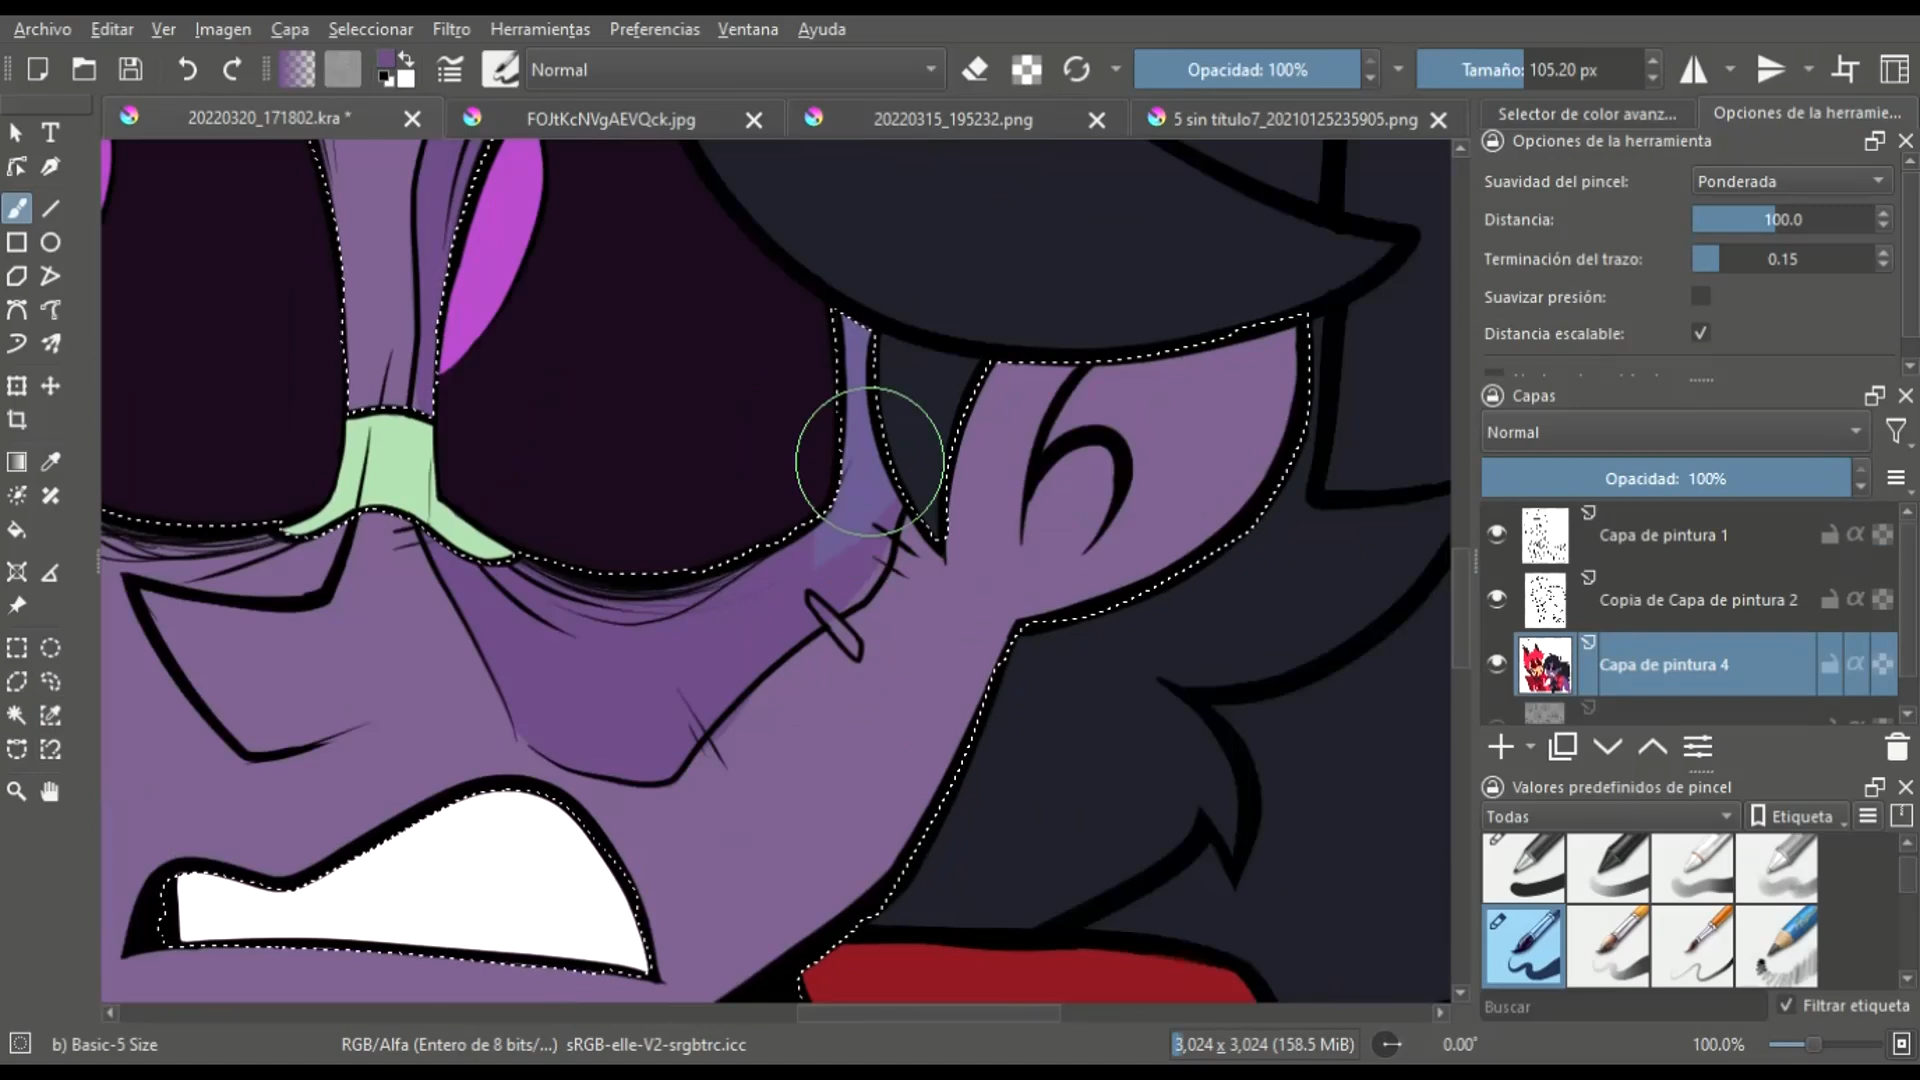 Archivo Editar Ver Imagen Capa Seleccionar Filtro Herramientas Preferencias Ventana Ayuda
Normal Opacidad: 100% Tamaño: 105.20 px
20220320_171802.kra * FOJtKcNVgAEVQck.jpg 20220315_195232.png 5 sin título7_20210125235905.png Selector de color avanz... Opciones de la herramie...
Opciones de la herramienta
Suavidad del pincel: Ponderada
Distancia: 100.0
Terminación del trazo: 0.15
Suavizar presión:
Distancia escalable:
Capas
Normal
Opacidad: 100%
Capa de pintura 1
Copia de Capa de pintura 2
Capa de pintura 4
Valores predefinidos de pincel
Todas Etiqueta
Buscar Filtrar etiqueta
b) Basic-5 Size RGB/Alfa (Entero de 8 bits/...) sRGB-elle-V2-srgbtrc.icc 3,024 x 3,024 (158.5 MiB) 0.00° 100.0%